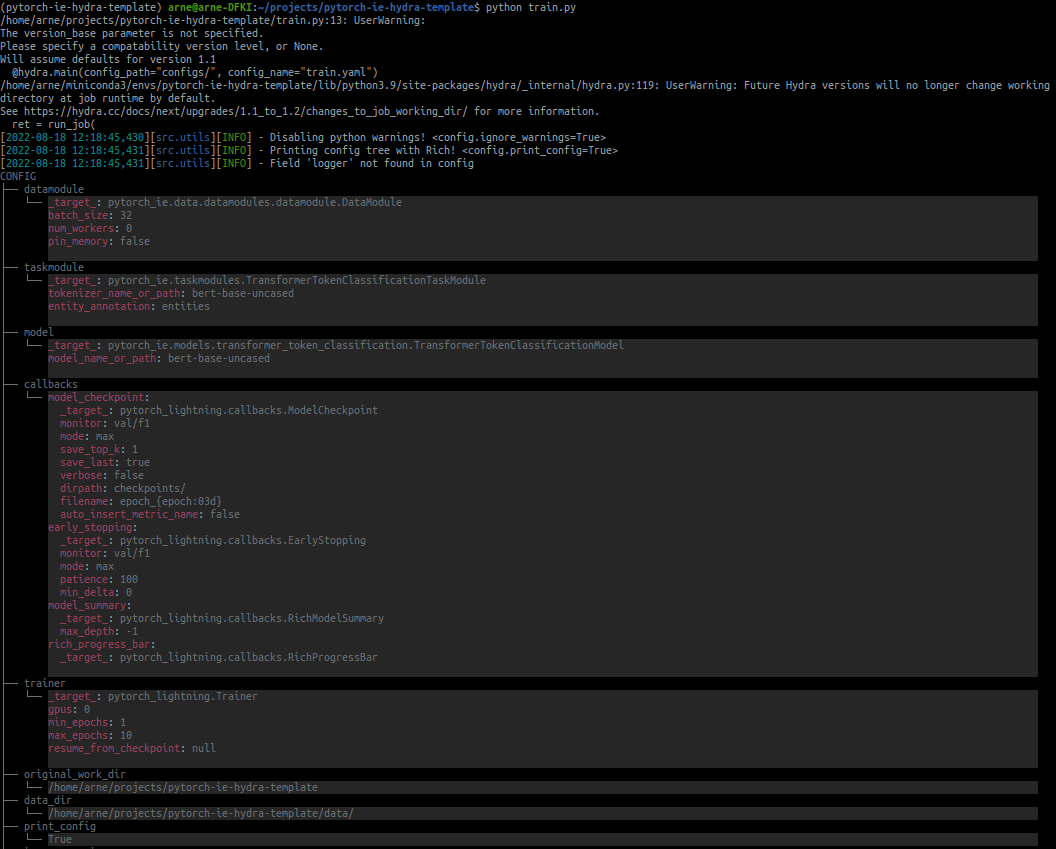 (pytorch-ie-hydra-template) arne@arne-DFKI:~/projects/pytorch-ie-hydra-template$ python train.py
/home/arne/projects/pytorch-ie-hydra-template/train.py:13: UserWarning:
The version_base parameter is not specified.
Please specify a compatability version level, or None.
Will assume defaults for version 1.1
  @hydra.main(config_path="configs/", config_name="train.yaml")
/home/arne/miniconda3/envs/pytorch-ie-hydra-template/lib/python3.9/site-packages/hydra/_internal/hydra.py:119: UserWarning: Future Hydra versions will no longer change working
directory at job runtime by default.
See https://hydra.cc/docs/next/upgrades/1.1_to_1.2/changes_to_job_working_dir/ for more information.
  ret = run_job(
[2022-08-18 12:18:45,430][src.utils][INFO] - Disabling python warnings! <config.ignore_warnings=True>
[2022-08-18 12:18:45,431][src.utils][INFO] - Printing config tree with Rich! <config.print_config=True>
[2022-08-18 12:18:45,431][src.utils][INFO] - Field 'logger' not found in config
CONFIG
├── datamodule
│   └── _target_: pytorch_ie.data.datamodules.datamodule.DataModule
│       batch_size: 32
│       num_workers: 0
│       pin_memory: false
├── taskmodule
│   └── _target_: pytorch_ie.taskmodules.TransformerTokenClassificationTaskModule
│       tokenizer_name_or_path: bert-base-uncased
│       entity_annotation: entities
├── model
│   └── _target_: pytorch_ie.models.transformer_token_classification.TransformerTokenClassificationModel
│       model_name_or_path: bert-base-uncased
├── callbacks
│   └── model_checkpoint:
│         _target_: pytorch_lightning.callbacks.ModelCheckpoint
│         monitor: val/f1
│         mode: max
│         save_top_k: 1
│         save_last: true
│         verbose: false
│         dirpath: checkpoints/
│         filename: epoch_{epoch:03d}
│         auto_insert_metric_name: false
│       early_stopping:
│         _target_: pytorch_lightning.callbacks.EarlyStopping
│         monitor: val/f1
│         mode: max
│         patience: 100
│         min_delta: 0
│       model_summary:
│         _target_: pytorch_lightning.callbacks.RichModelSummary
│         max_depth: -1
│       rich_progress_bar:
│         _target_: pytorch_lightning.callbacks.RichProgressBar
├── trainer
│   └── _target_: pytorch_lightning.Trainer
│       gpus: 0
│       min_epochs: 1
│       max_epochs: 10
│       resume_from_checkpoint: null
├── original_work_dir
│   └── /home/arne/projects/pytorch-ie-hydra-template
├── data_dir
│   └── /home/arne/projects/pytorch-ie-hydra-template/data/
├── print_config
│   └── True